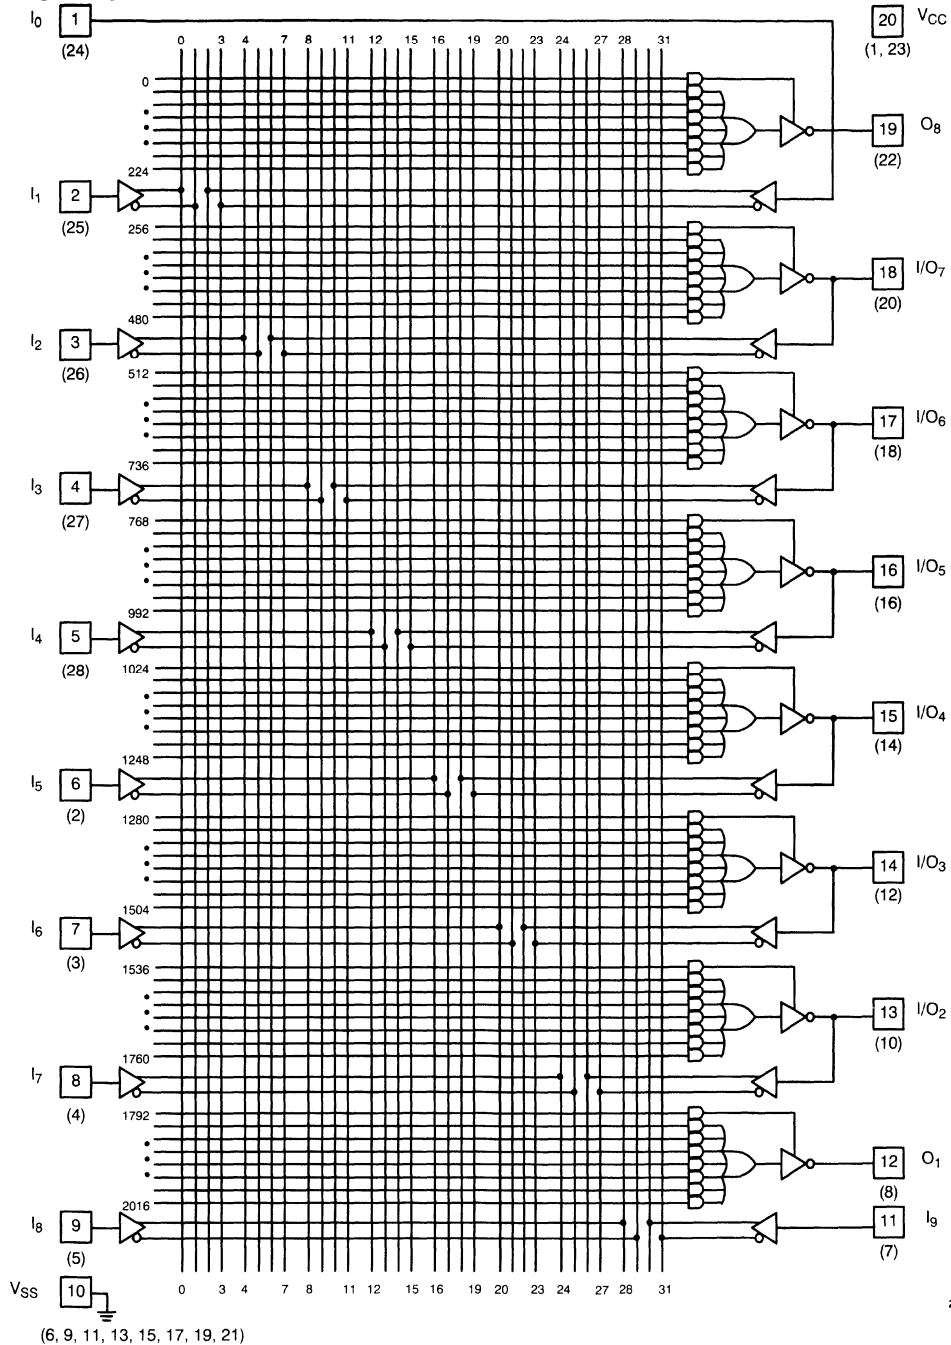 I0 1 20 VCC
(24) 0 3 4 7 8 11 12 15 16 19 20 23 24 27 28 31 (1, 23)
0
19 O8
(22)
224
I1 2
(25) 256
18 I/O7
(20)
480
I2 3
(26) 512
17 I/O6
(18)
736
I3 4
(27) 768
16 I/O5
(16)
992
I4 5
(28) 1024
15 I/O4
(14)
1248
I5 6
(2) 1280
14 I/O3
(12)
1504
I6 7
(3) 1536
13 I/O2
(10)
1760
I7 8
(4) 1792
12 O1
(8)
2016
I8 9 11 I9
(5) (7)
VSS 10 0 3 4 7 8 11 12 15 16 19 20 23 24 27 28 31
(6, 9, 11, 13, 15, 17, 19, 21)